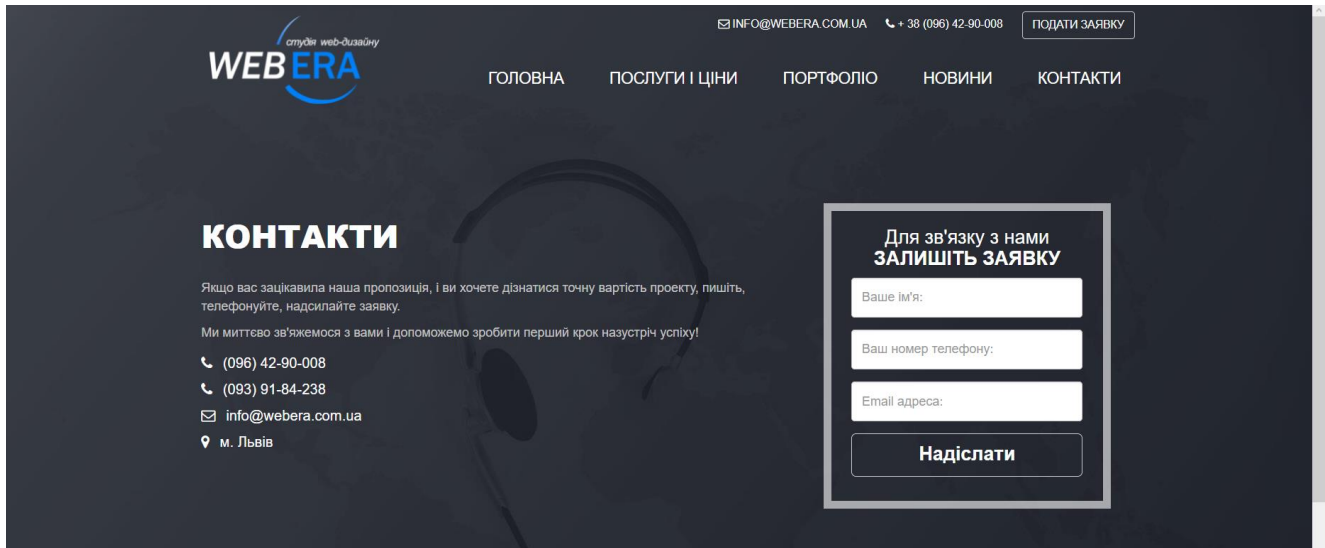 студія web-дизайну
WEBERA
INFO@WEBERA.COM.UA + 38 (096) 42-90-008 ПОДАТИ ЗАЯВКУ
ГОЛОВНА ПОСЛУГИ І ЦІНИ ПОРТФОЛІО НОВИНИ КОНТАКТИ
КОНТАКТИ
Якщо вас зацікавила наша пропозиція, і ви хочете дізнатися точну вартість проекту, пишіть,
телефонуйте, надсилайте заявку.
Ми миттєво зв'яжемося з вами і допоможемо зробити перший крок назустріч успіху!
(096) 42-90-008
(093) 91-84-238
info@webera.com.ua
м. Львів
Для зв'язку з нами
ЗАЛИШІТЬ ЗАЯВКУ
Ваше ім'я:
Ваш номер телефону:
Email адреса:
Надіслати